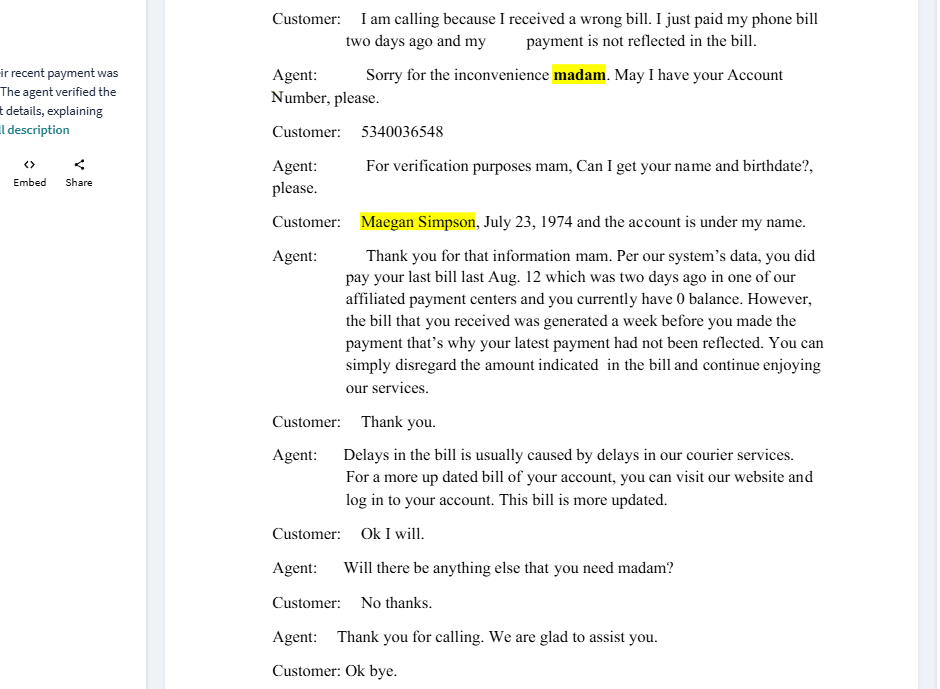 Customer: I am calling because I received a wrong bill. I just paid my phone bill
two days ago and my payment is not reflected in the bill.
ir recent payment was
The agent verified the
t details, explaining
ll description
Embed Share
Agent: Sorry for the inconvenience madam. May I have your Account
Number, please.
Customer: 5340036548
Agent: For verification purposes mam, Can I get your name and birthdate?,
please.
Customer: Maegan Simpson, July 23, 1974 and the account is under my name.
Agent: Thank you for that information mam. Per our system’s data, you did
pay your last bill last Aug. 12 which was two days ago in one of our
affiliated payment centers and you currently have 0 balance. However,
the bill that you received was generated a week before you made the
payment that’s why your latest payment had not been reflected. You can
simply disregard the amount indicated in the bill and continue enjoying
our services.
Customer: Thank you.
Agent: Delays in the bill is usually caused by delays in our courier services.
For a more up dated bill of your account, you can visit our website and
log in to your account. This bill is more updated.
Customer: Ok I will.
Agent: Will there be anything else that you need madam?
Customer: No thanks.
Agent: Thank you for calling. We are glad to assist you.
Customer: Ok bye.